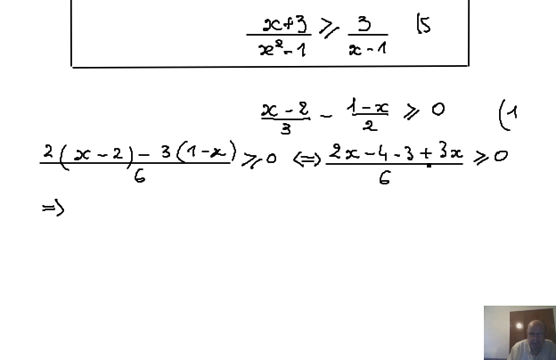 (x+3)/(x²-1) ⩾ 3/(x-1) (5
(x-2)/3 - (1-x)/2 ⩾ 0 (1
(2(x-2)-3(1-x))/6 ⩾ 0 ⟺ (2x-4-3+3x)/6 ⩾ 0
⇒